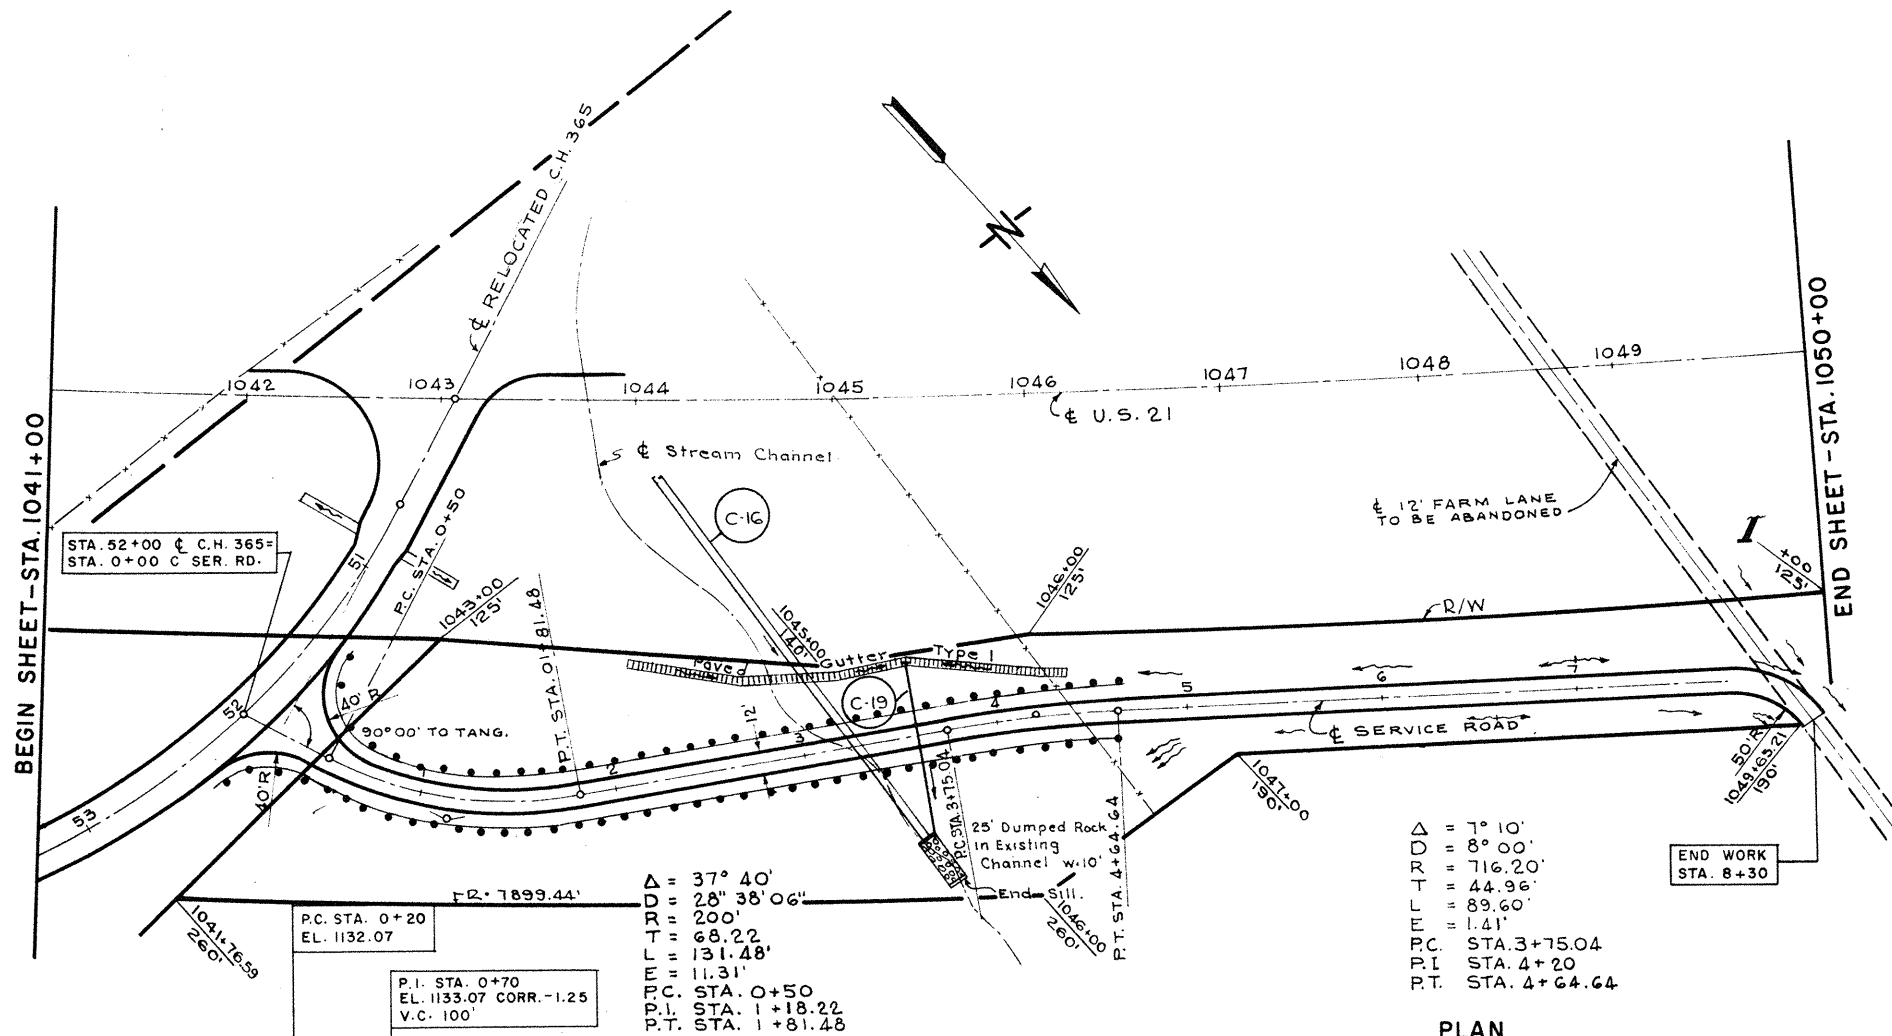 BEGIN SHEET-STA. 1041+00
END SHEET-STA. 1050+00
℄ RELOCATED C.H. 365
N
1042
1043
1044
1045
1046
1047
1048
1049
℄ U.S. 21
℄ Stream Channel
C-16
℄ 12' FARM LANE
TO BE ABANDONED
I
+00
125'
STA. 52+00 ℄ C.H. 365=
STA. 0+00 C SER. RD.
51
52
53
P.C. STA. 0+50
1043+00
125'
P.T. STA. 01+81.48
1045+00
140'
1046+00
125'
R/W
Paved Gutter Type 1
C-19
40' R
90°00' TO TANG.
40'R
12'
1
2
3
4
5
6
7
℄ SERVICE ROAD
50'R
1049+65.21
190'
1047+00
190'
P.C. STA. 3+75.04
P.T. STA. 4+64.64
25' Dumped Rock
in Existing
Channel w=10'
End Sill.
1046+00
260'
1041+76.59
260'
R= 7899.44'
P.C. STA. 0+20
EL. 1132.07
P.I. STA. 0+70
EL. 1133.07 CORR.-1.25
V.C. 100'
Δ = 37° 40'
D = 28" 38' 06"
R = 200'
T = 68.22
L = 131.48'
E = 11.31'
P.C. STA. 0+50
P.I. STA. 1+18.22
P.T. STA. 1+81.48
Δ = 7° 10'
D = 8° 00'
R = 716.20'
T = 44.96'
L = 89.60'
E = 1.41'
P.C. STA. 3+75.04
P.I STA. 4+20
P.T. STA. 4+64.64
END WORK
STA. 8+30
PLAN